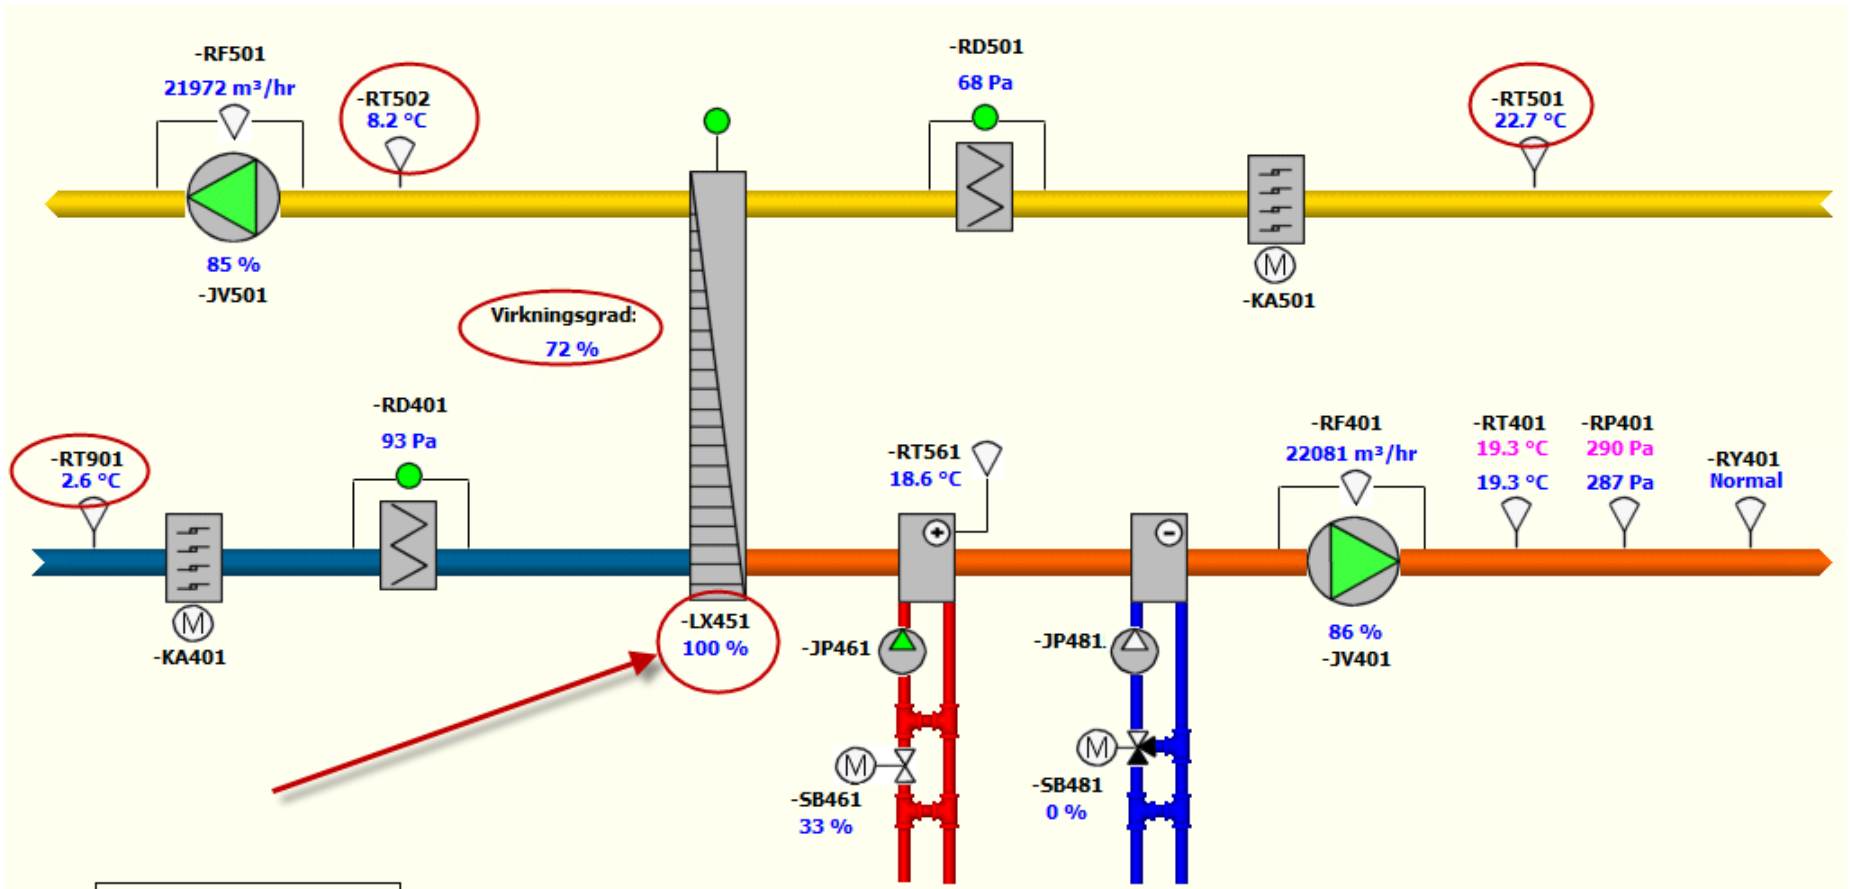 -RF501
21972 m³/hr
-RT502
8.2 °C
-RD501
68 Pa
-RT501
22.7 °C
85 %
-JV501
M
-KA501
Virkningsgrad:
72 %
-RD401
93 Pa
-RT901
2.6 °C
-RT561
18.6 °C
-RF401
22081 m³/hr
-RT401
19.3 °C
19.3 °C
-RP401
290 Pa
287 Pa
-RY401
Normal
M
-KA401
-LX451
100 %
-JP461
-JP481.
86 %
-JV401
M
-SB461
33 %
M
-SB481
0 %